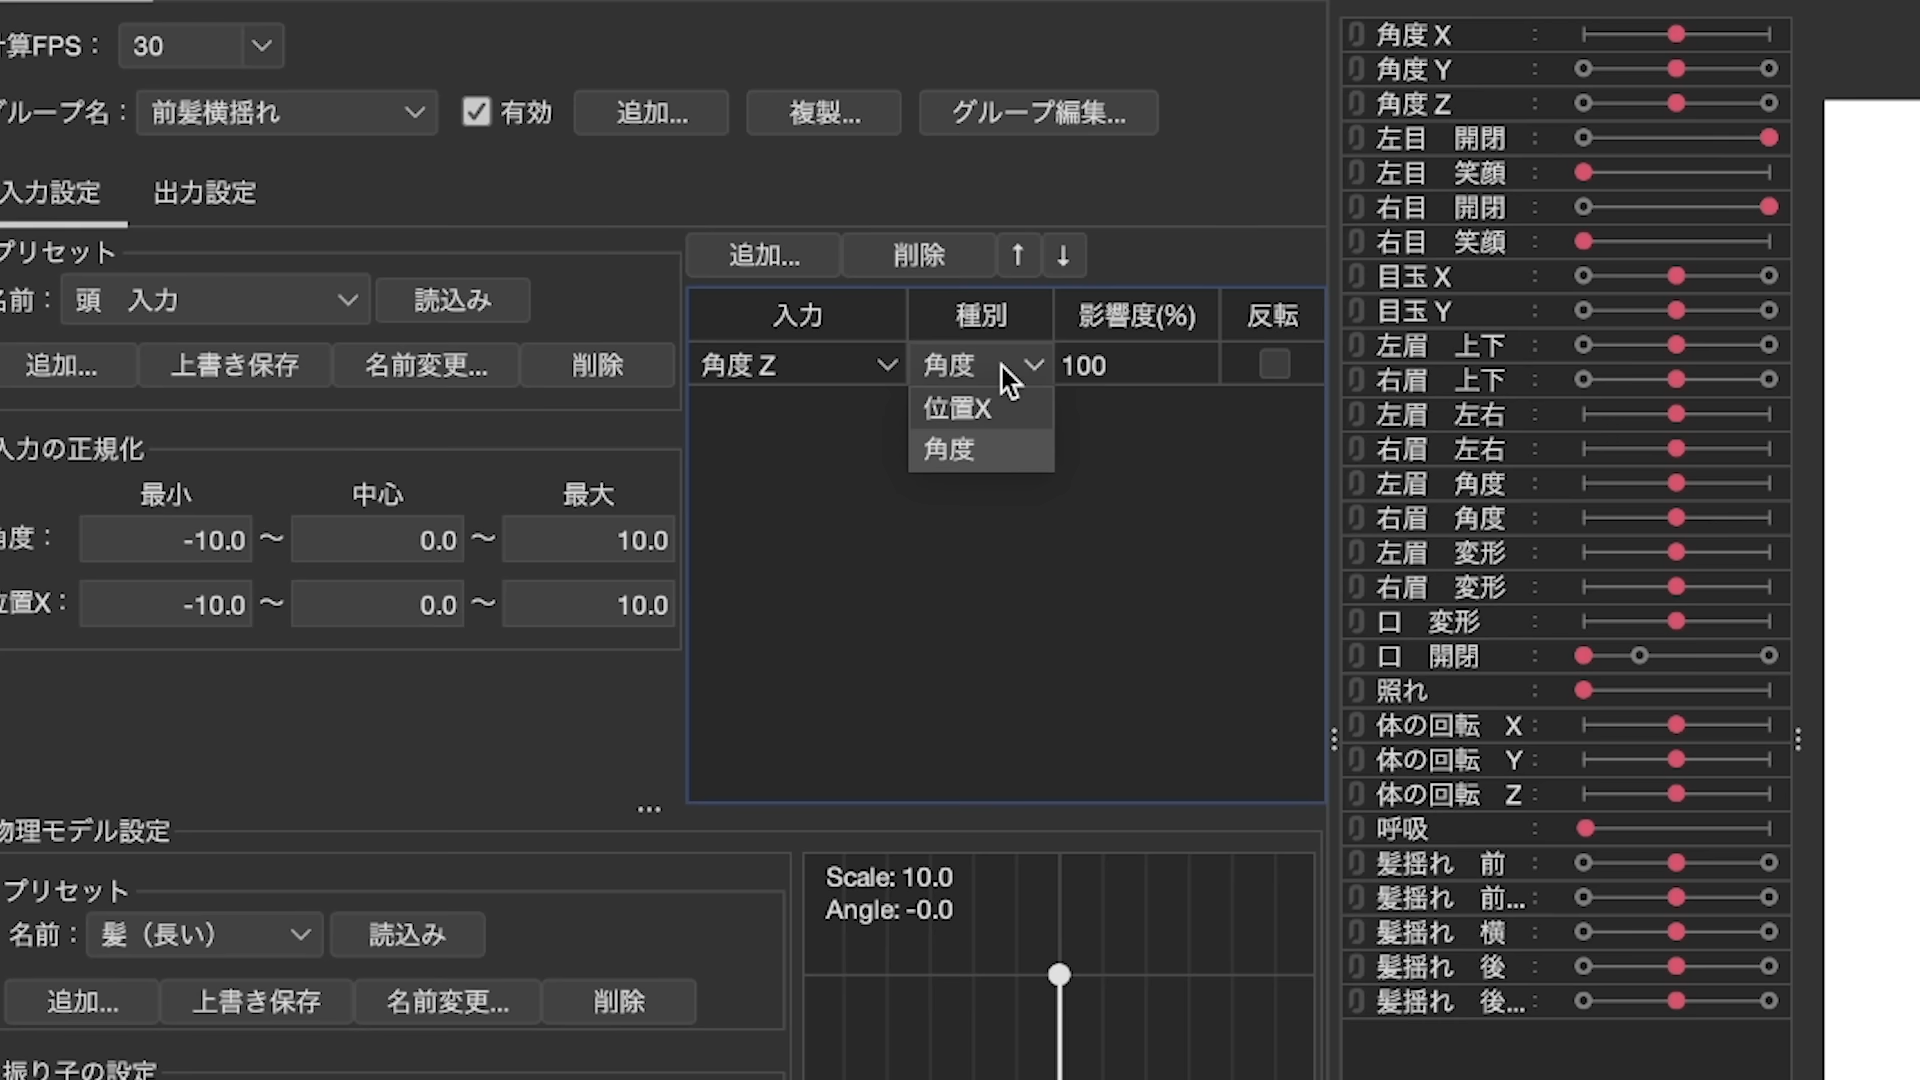 計算FPS： 30
グループ名： 前髪横揺れ 有効 追加... 複製... グループ編集...
入力設定 出力設定
プリセット
名前： 頭　入力 読込み
追加... 上書き保存 名前変更... 削除
入力の正規化
最小 中心 最大
角度： -10.0 ～ 0.0 ～ 10.0
位置X： -10.0 ～ 0.0 ～ 10.0
追加... 削除 ↑ ↓
入力 種別 影響度(%) 反転
角度 Z 角度 100
位置X
角度
...
物理モデル設定
プリセット
名前： 髪（長い） 読込み
追加... 上書き保存 名前変更... 削除
振り子の設定
Scale: 10.0
Angle: -0.0
角度 X :
角度 Y :
角度 Z :
左目　開閉 :
左目　笑顔 :
右目　開閉 :
右目　笑顔 :
目玉 X :
目玉 Y :
左眉　上下 :
右眉　上下 :
左眉　左右 :
右眉　左右 :
左眉　角度 :
右眉　角度 :
左眉　変形 :
右眉　変形 :
口　変形 :
口　開閉 :
照れ :
体の回転　X :
体の回転　Y :
体の回転　Z :
呼吸 :
髪揺れ　前 :
髪揺れ　前... :
髪揺れ　横 :
髪揺れ　後 :
髪揺れ　後... :